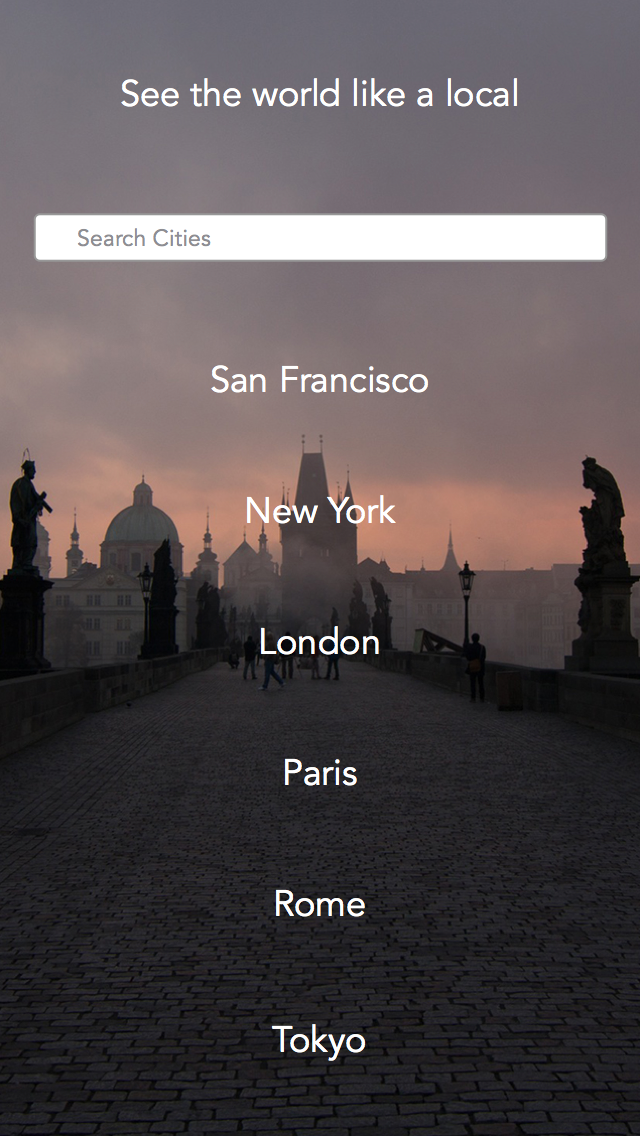 See the world like a local
Search Cities
San Francisco
New York
London
Paris
Rome
Tokyo